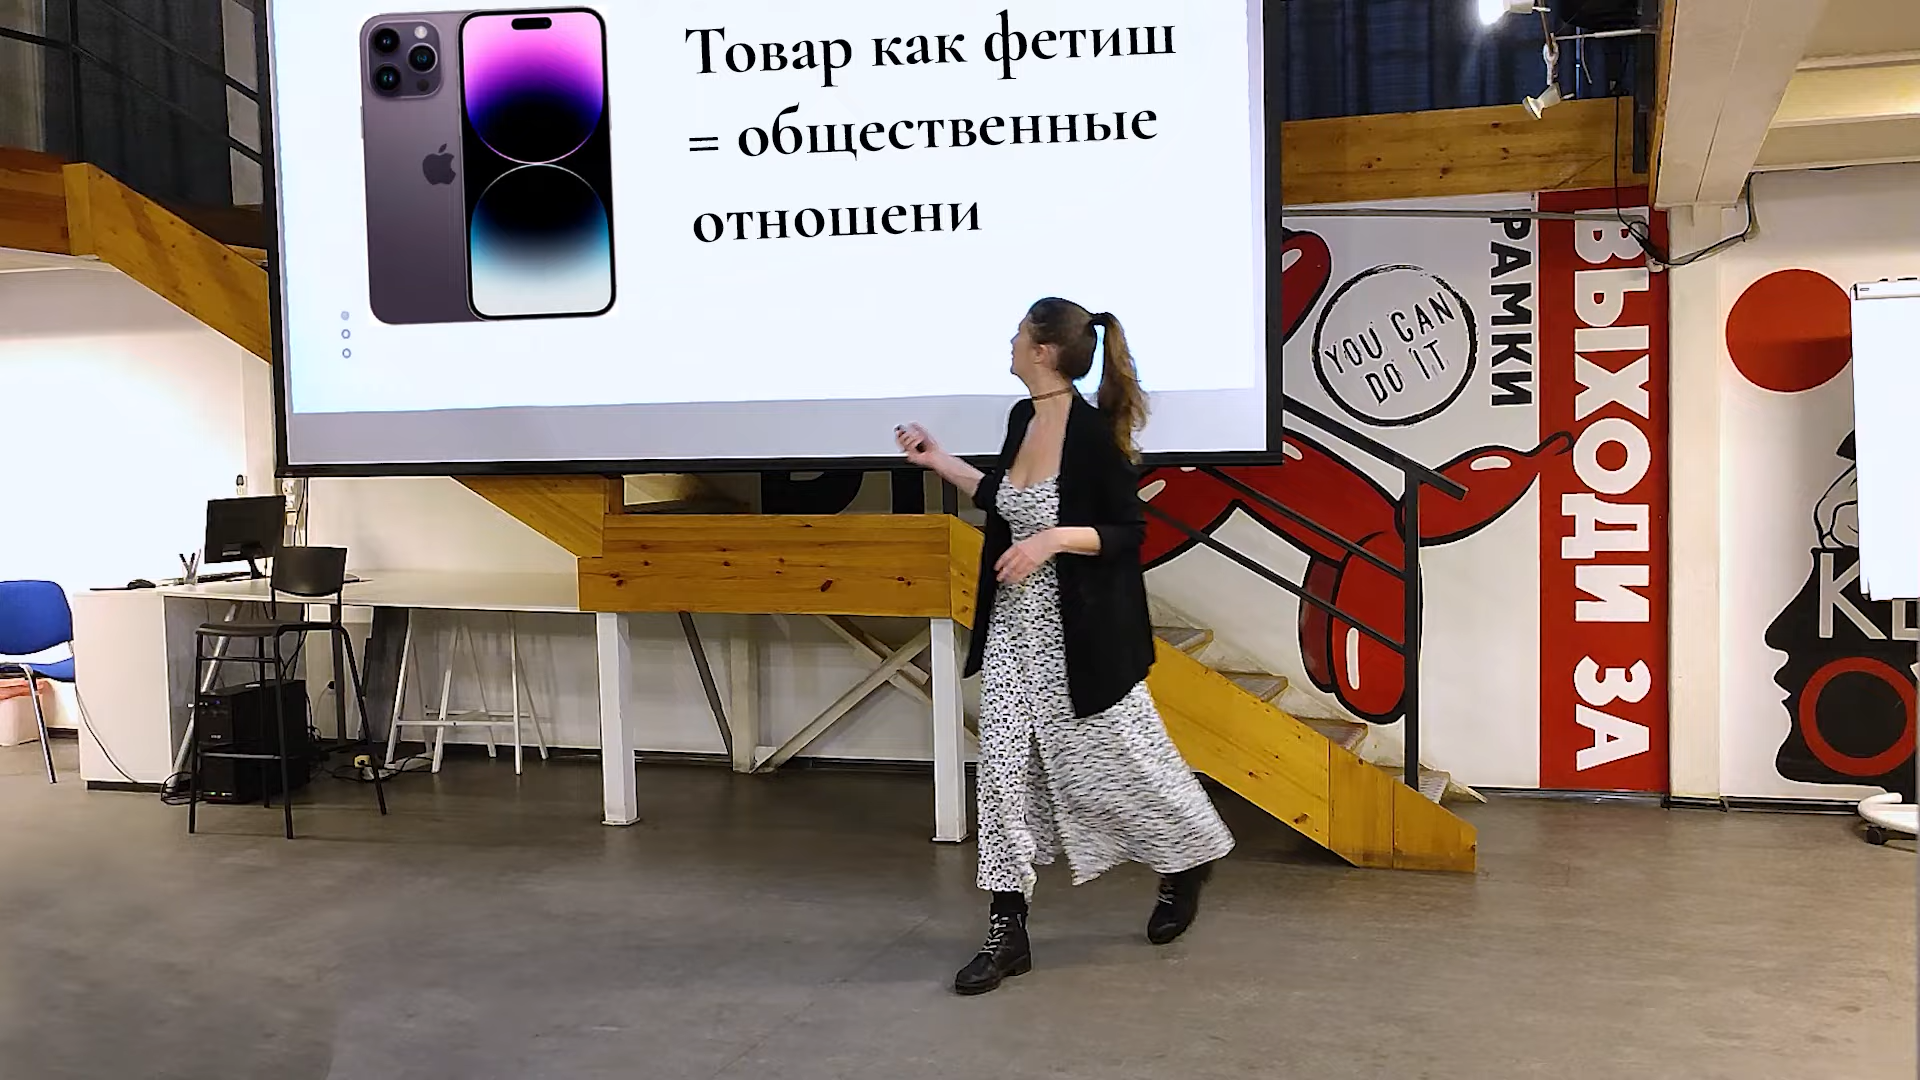 Товар как фетиш
= общественные
отношени
YOU CAN
DO IT
РАМКИ
ВЫХОДИ ЗА